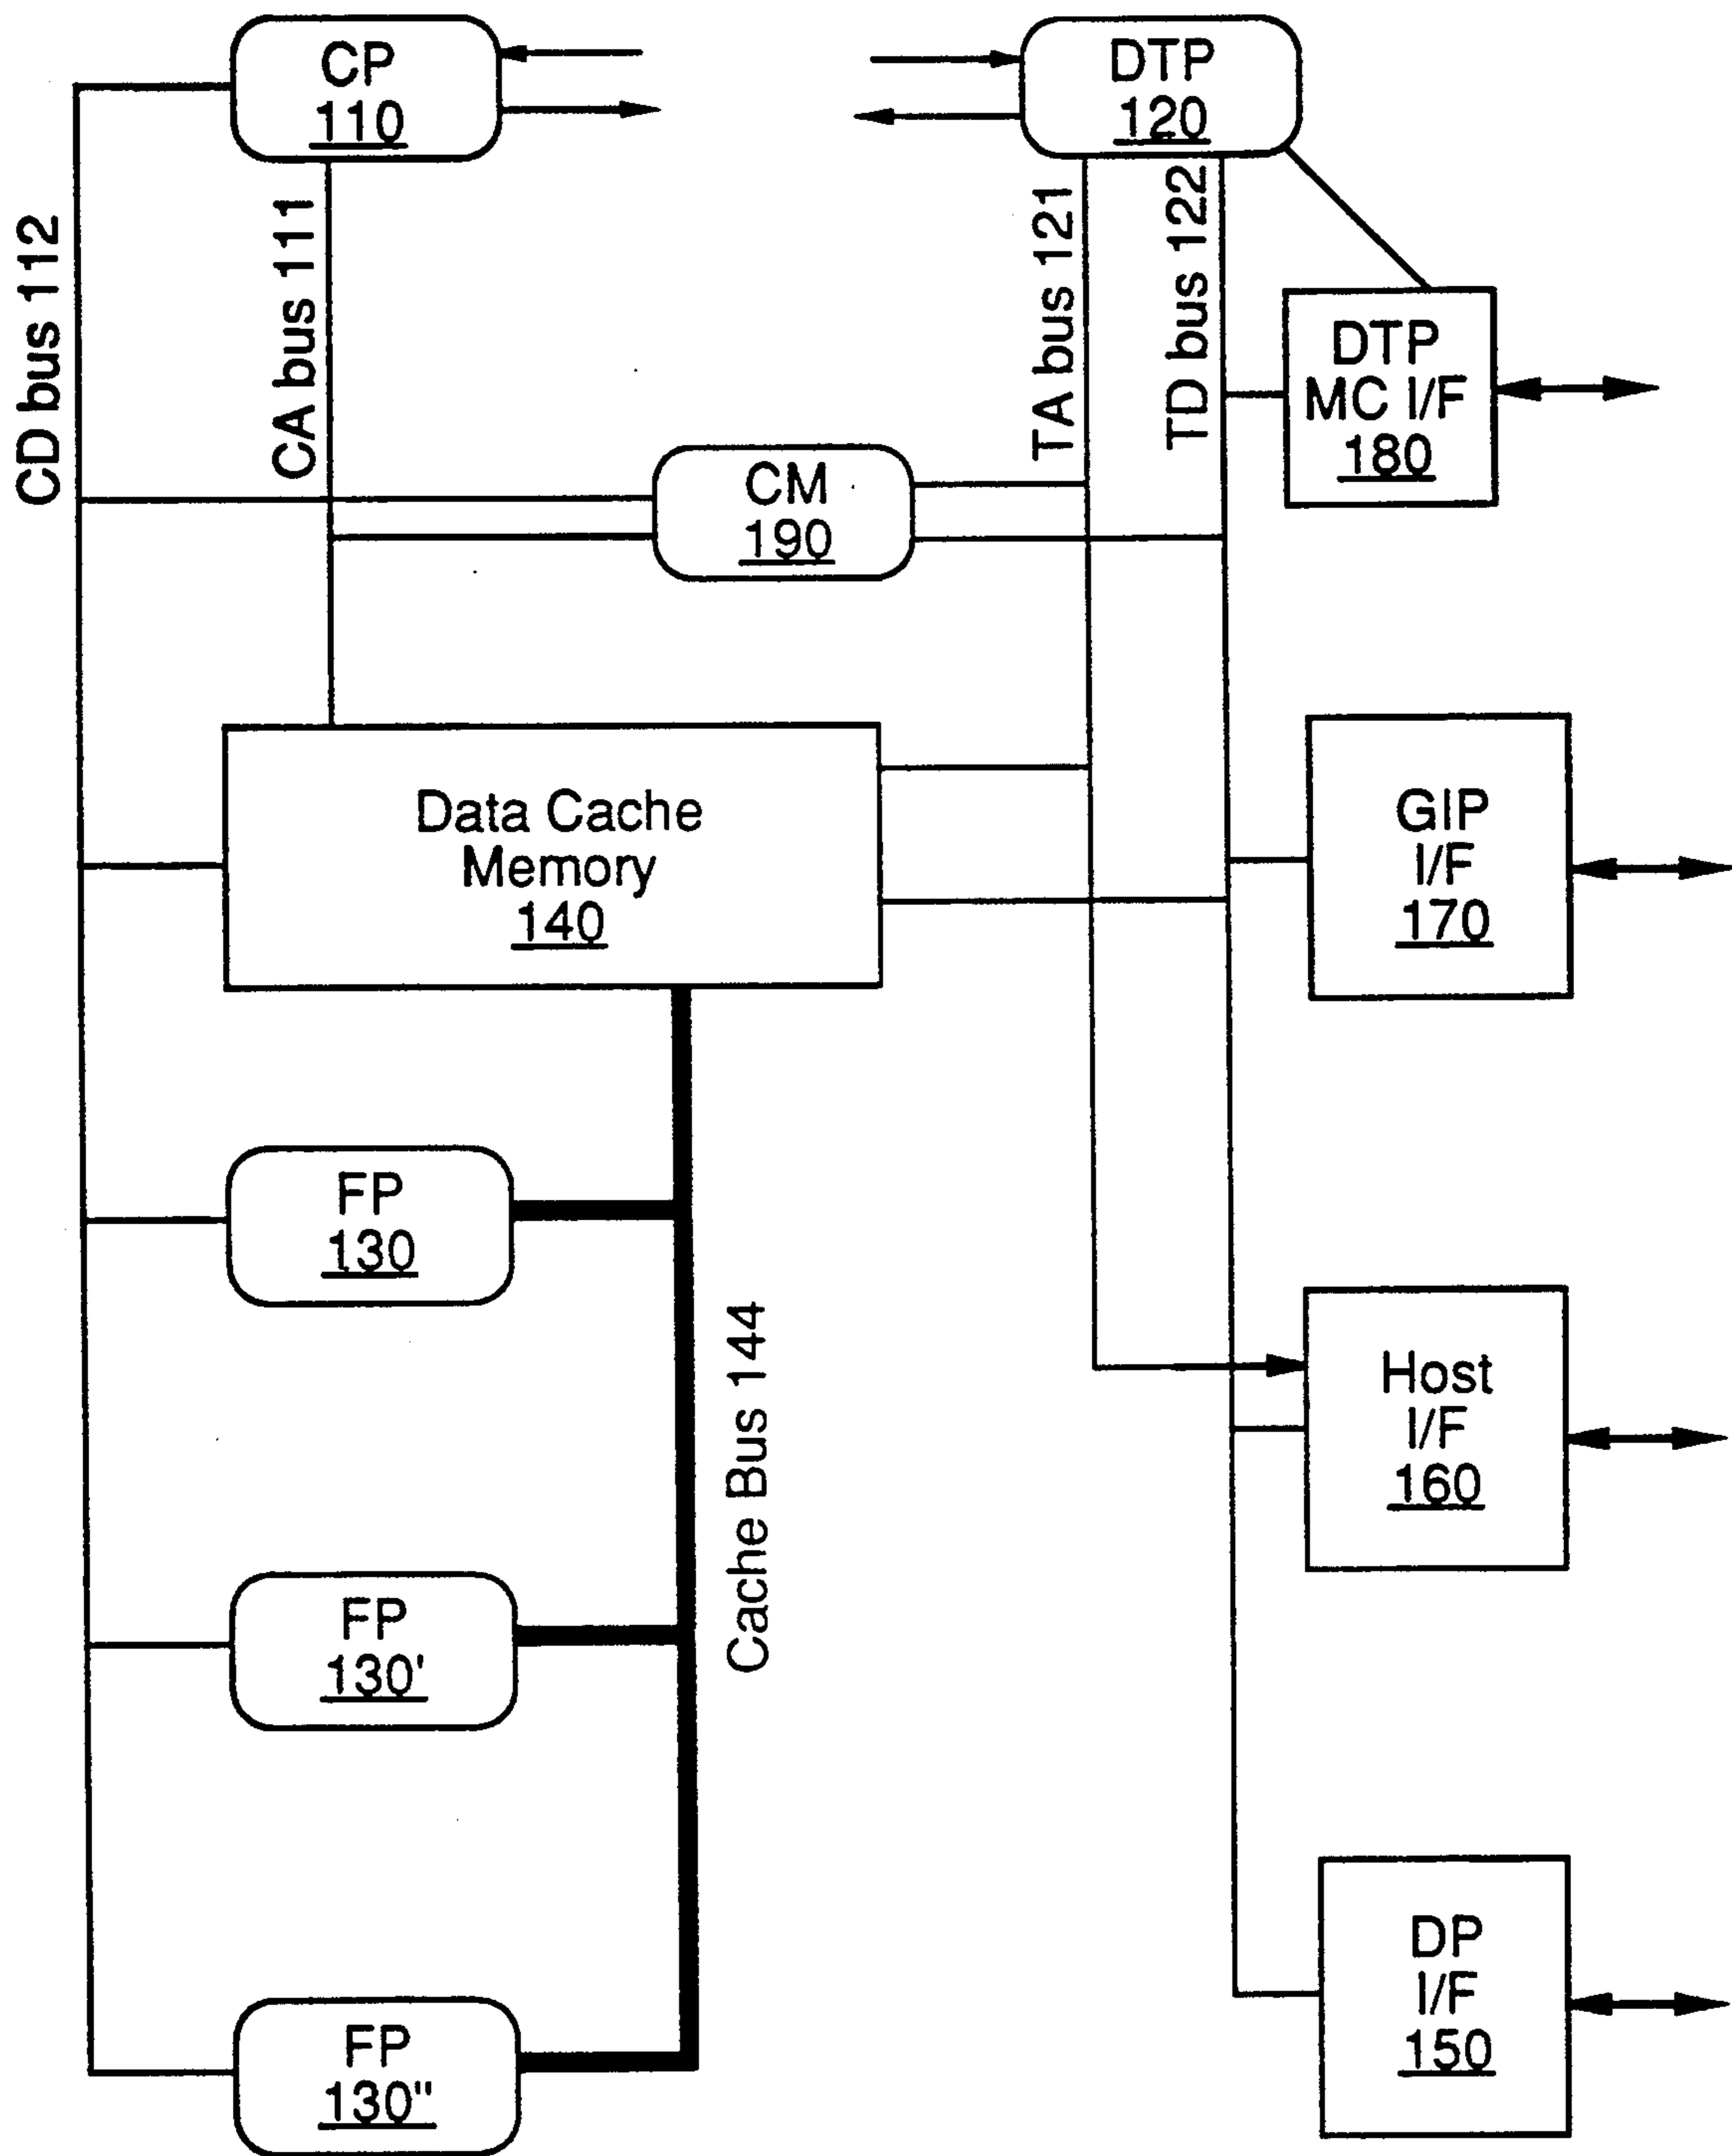 CP
110
DTP
120
CD bus 112
CA bus 111
TA bus 121
TD bus 122
DTP
MC I/F
180
CM
190
Data Cache
Memory
140
GIP
I/F
170
FP
130
Cache Bus 144
Host
I/F
160
FP
130'
DP
I/F
150
FP
130"